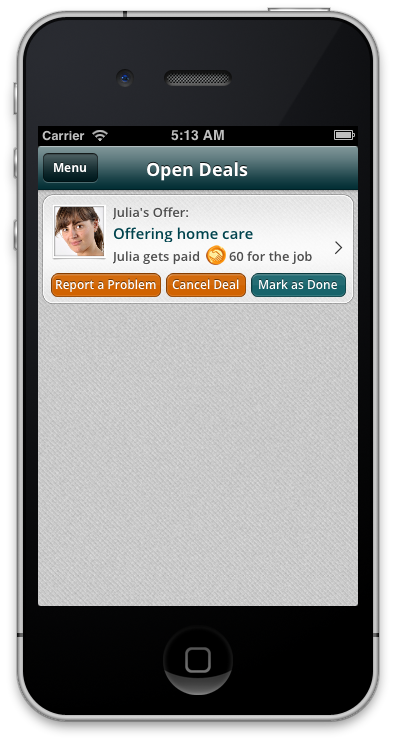 Carrier 5:13 AM
Menu Open Deals
Julia's Offer:
Offering home care
Julia gets paid 60 for the job
Report a Problem Cancel Deal Mark as Done